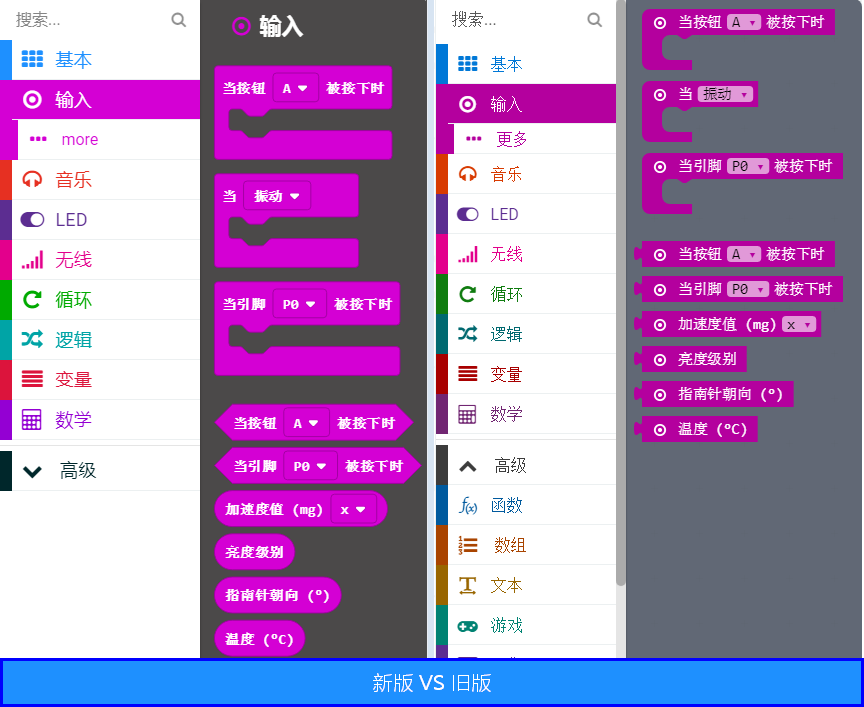 搜索...
基本
输入
more
音乐
LED
无线
循环
逻辑
变量
数学
高级
输入
当按钮 A 被按下时
当 振动
当引脚 P0 被按下时
当按钮 A 被按下时
当引脚 P0 被按下时
加速度值 (mg) x
亮度级别
指南针朝向 (°)
温度 (°C)
搜索...
基本
输入
更多
音乐
LED
无线
循环
逻辑
变量
数学
高级
函数
数组
文本
游戏
当按钮 A 被按下时
当 振动
当引脚 P0 被按下时
当按钮 A 被按下时
当引脚 P0 被按下时
加速度值 (mg) x
亮度级别
指南针朝向 (°)
温度 (°C)
新版 VS 旧版